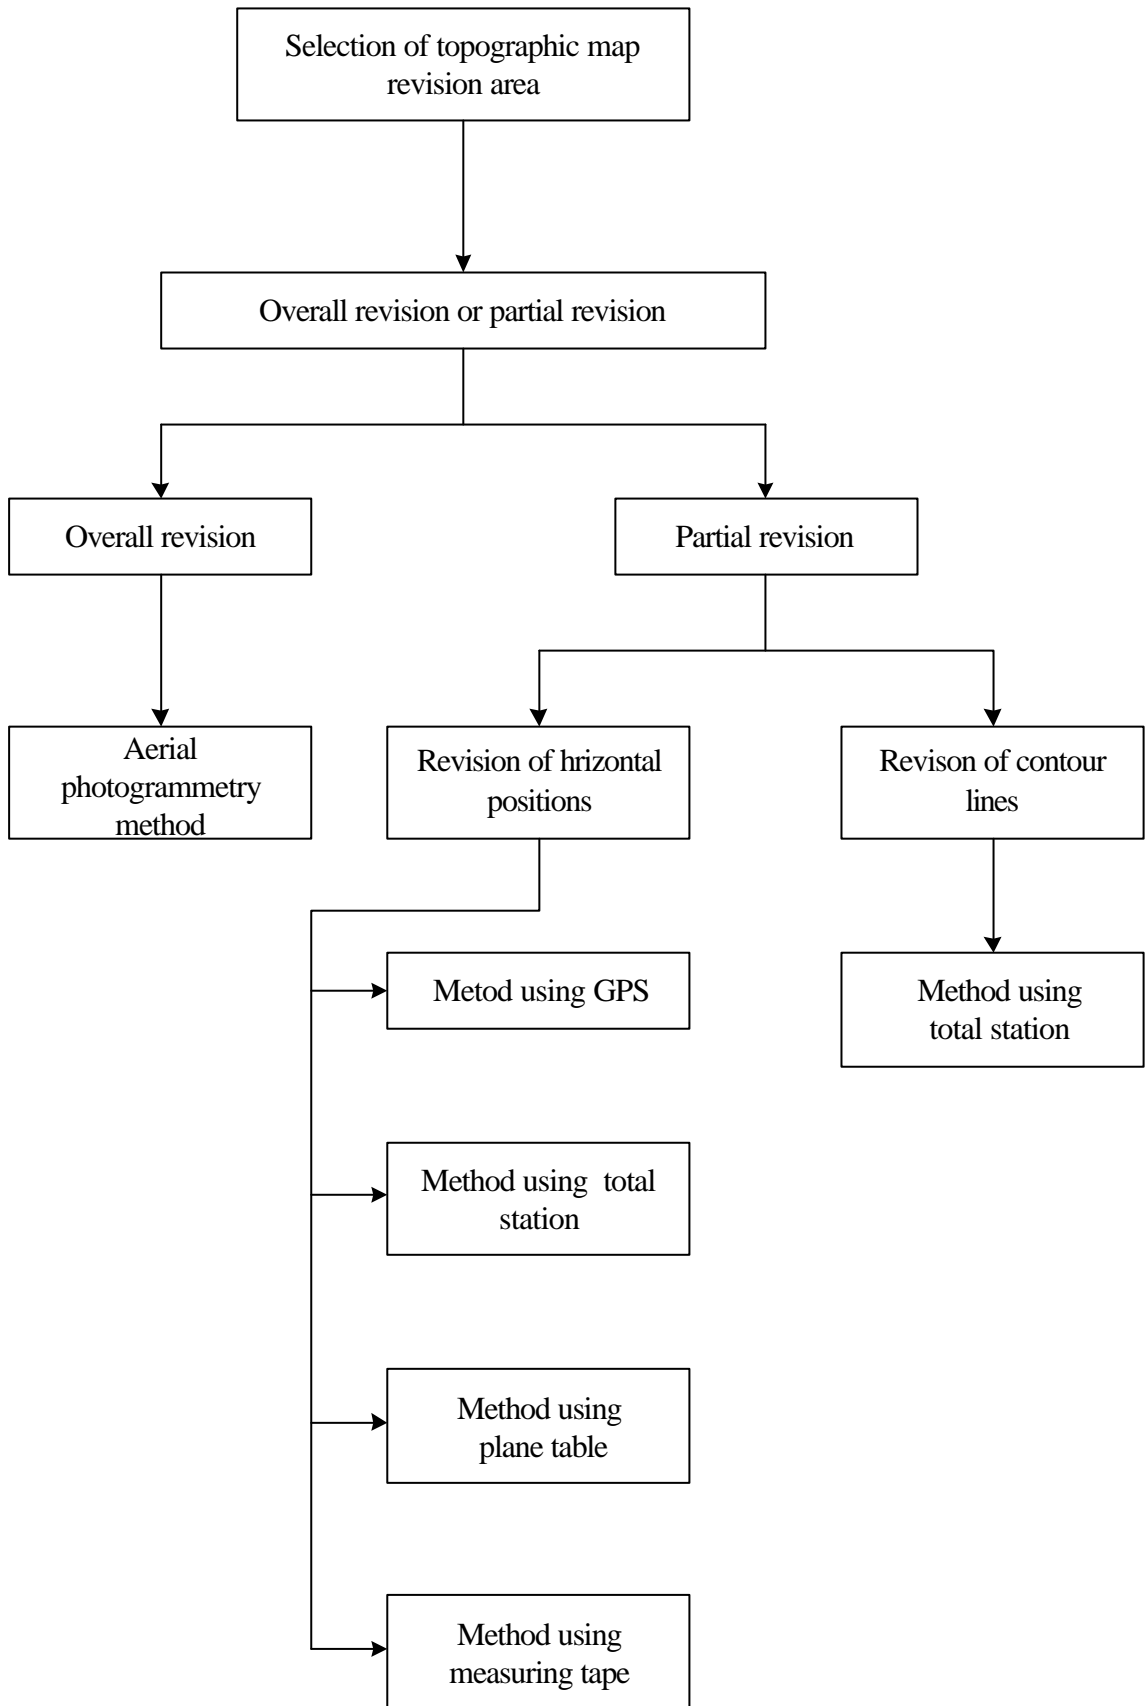 Selection of topographic map
revision area
Overall revision or partial revision
Overall revision
Partial revision
Aerial
photogrammetry
method
Revision of hrizontal
positions
Revison of contour
lines
Metod using GPS
Method using
total station
Method using  total
station
Method using
plane table
Method using
measuring tape